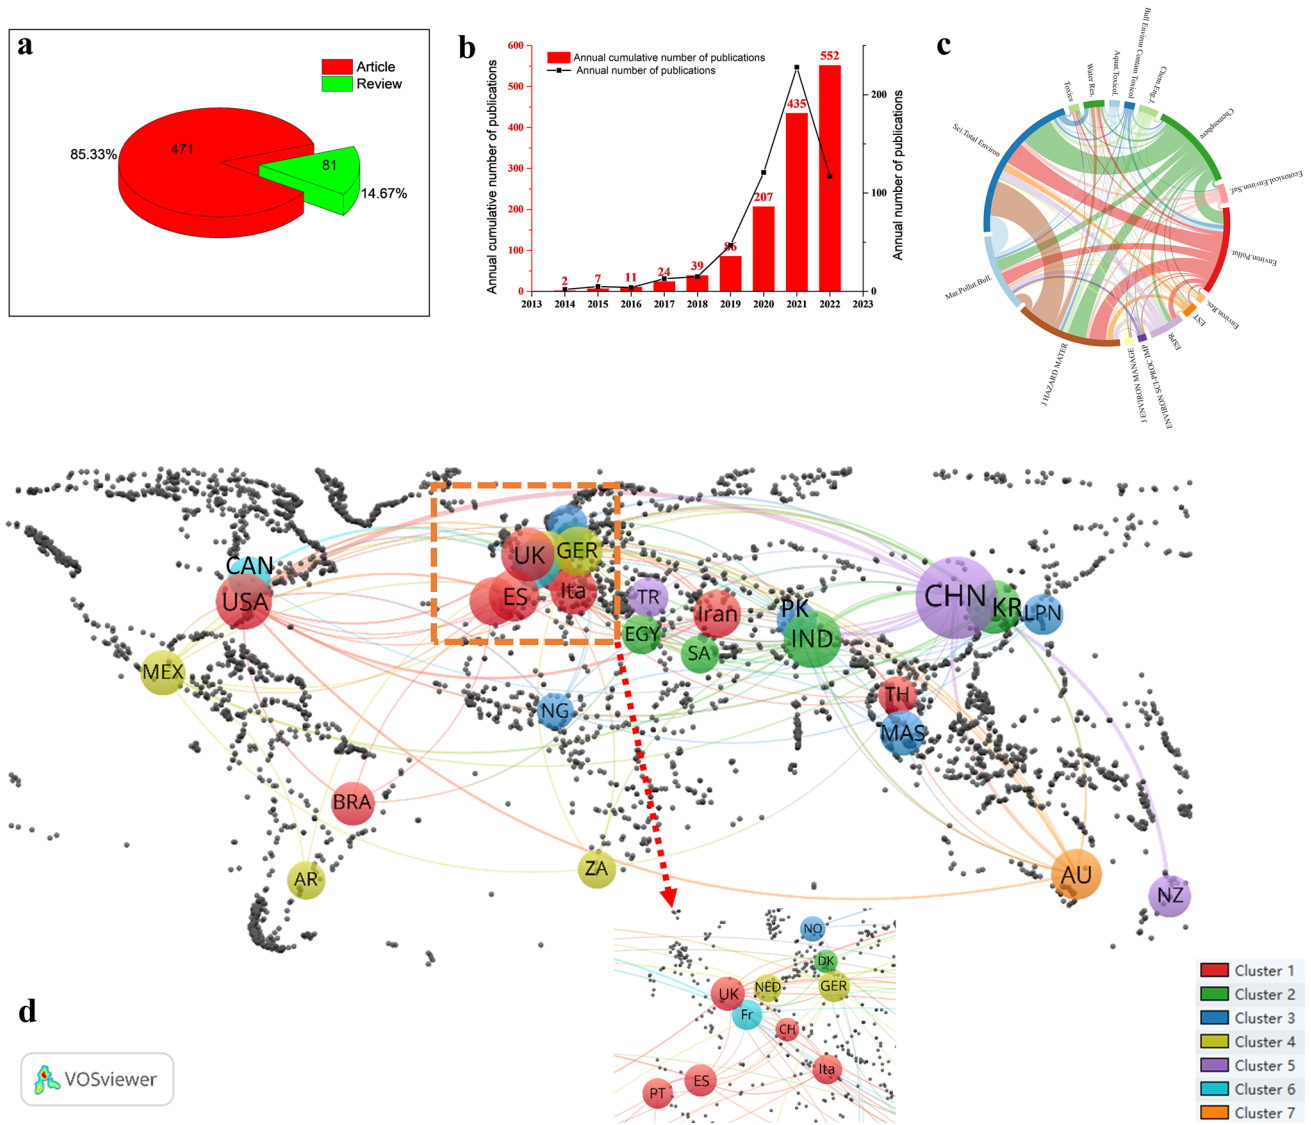 a
Article
Review
85.33%
471
81
14.67%
b
Annual cumulative number of publications
Annual number of publications
Annual cumulative number of publications
600
500
400
300
200
100
0
2
7
11
24
39
86
207
435
552
200
100
0
Annual number of publications
2013
2014
2015
2016
2017
2018
2019
2020
2021
2022
2023
c
Toxics
Water Res.
Aquat.Toxicol.
Bull Environ Contam Toxicol
Chem.Eng.J.
Chemosphere
Ecotoxicol.Environ.Saf.
Environ.Pollut.
Environ.Res.
EST
ESPR
ENVIRON SCI-PROC IMP
J ENVIRON MANAGE
J HAZARD MATER
Mar.Pollut.Bull.
Sci.Total Environ
CAN
USA
MEX
BRA
AR
UK
GER
ES
Ita
TR
EGY
SA
Iran
NG
ZA
PK
IND
CHN
KR
LPN
TH
MAS
AU
NZ
NO
DK
UK
NED
GER
Fr
CH
Ita
ES
PT
d
VOSviewer
Cluster 1
Cluster 2
Cluster 3
Cluster 4
Cluster 5
Cluster 6
Cluster 7